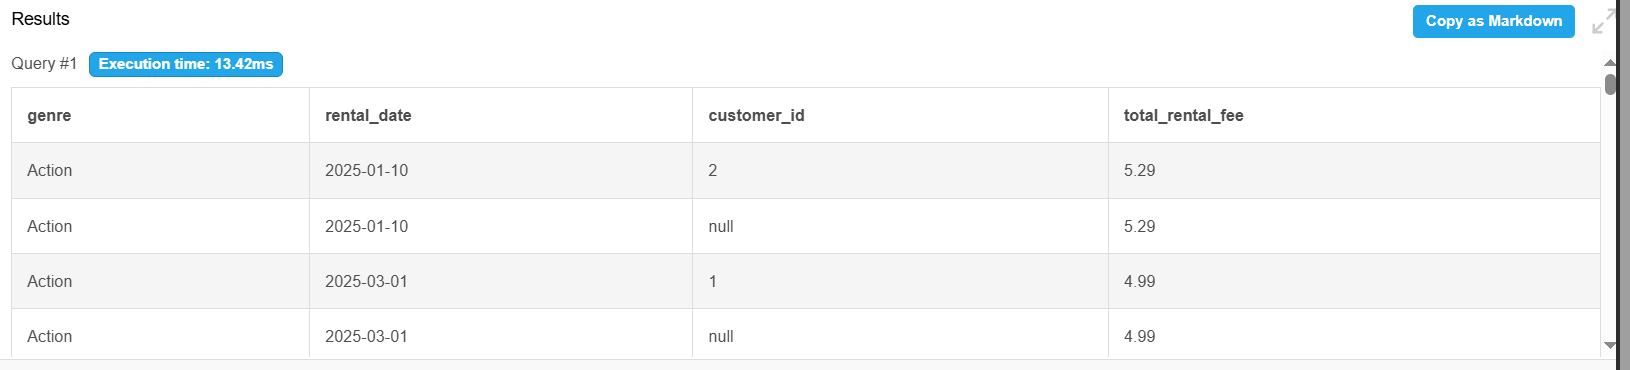 Results
Copy as Markdown
Query #1 Execution time: 13.42ms
genre rental_date customer_id total_rental_fee
Action 2025-01-10 2 5.29
Action 2025-01-10 null 5.29
Action 2025-03-01 1 4.99
Action 2025-03-01 null 4.99